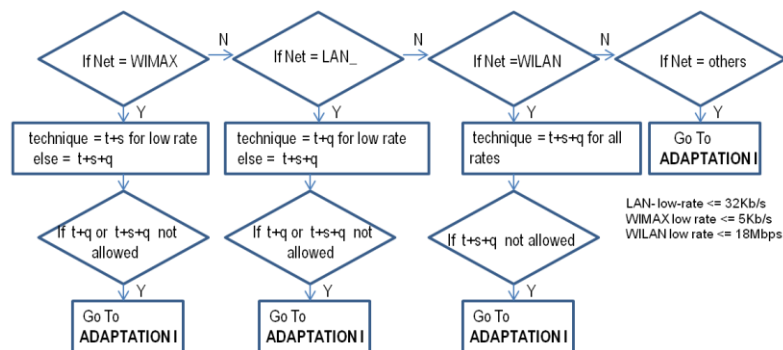 If Net = WIMAX
N
If Net = LAN_
N
If Net =WILAN
N
If Net = others
Y
Y
Y
Y
technique = t+s for low rate
else = t+s+q
technique = t+q for low rate
else = t+s+q
technique = t+s+q for all
rates
Go To
ADAPTATION I
If t+q or t+s+q not
allowed
If t+q or t+s+q not
allowed
If t+s+q not allowed
LAN- low-rate <= 32Kb/s
WIMAX low rate <= 5Kb/s
WILAN low rate <= 18Mbps
Y
Y
Y
Go To
ADAPTATION I
Go To
ADAPTATION I
Go To
ADAPTATION I